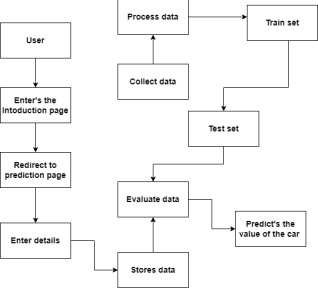 Process data
Train set
User
Collect data
Enter's the
Intoduction page
Test set
Redirect to
prediction page
Evaluate data
Predict's the
value of the car
Enter details
Stores data